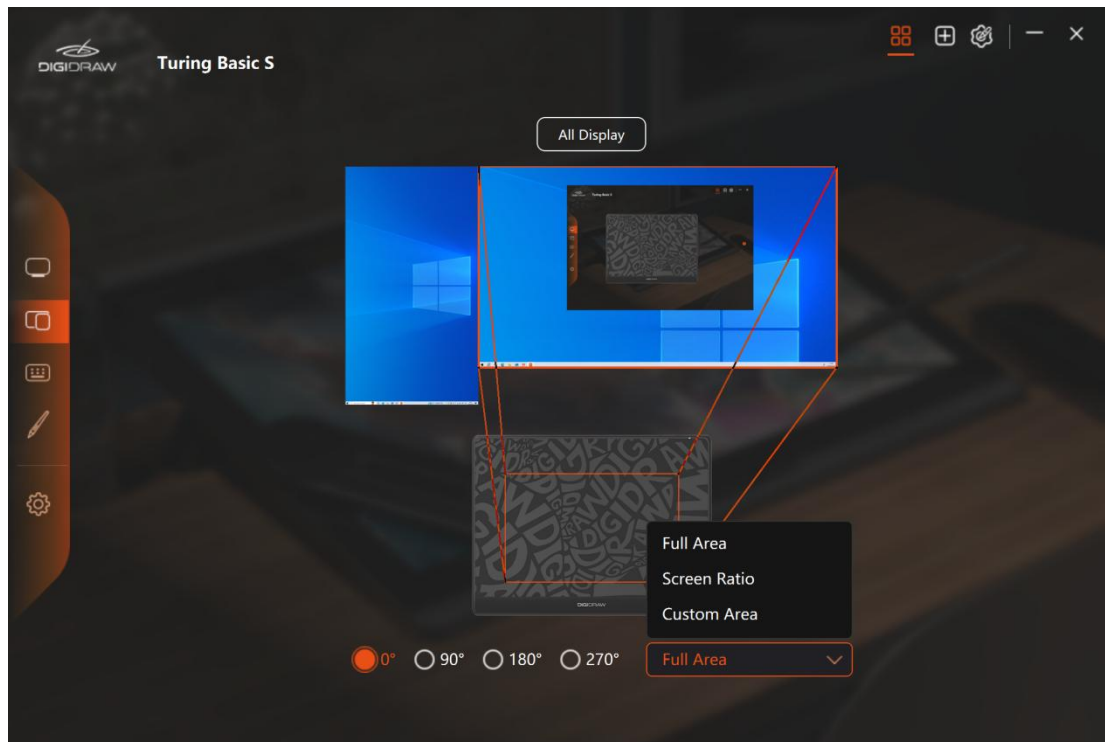 DIGIDRAW
Turing Basic S
All Display
Turing Basic S
DIGIDRAW
Full Area
Screen Ratio
Custom Area
0° 90° 180° 270° Full Area